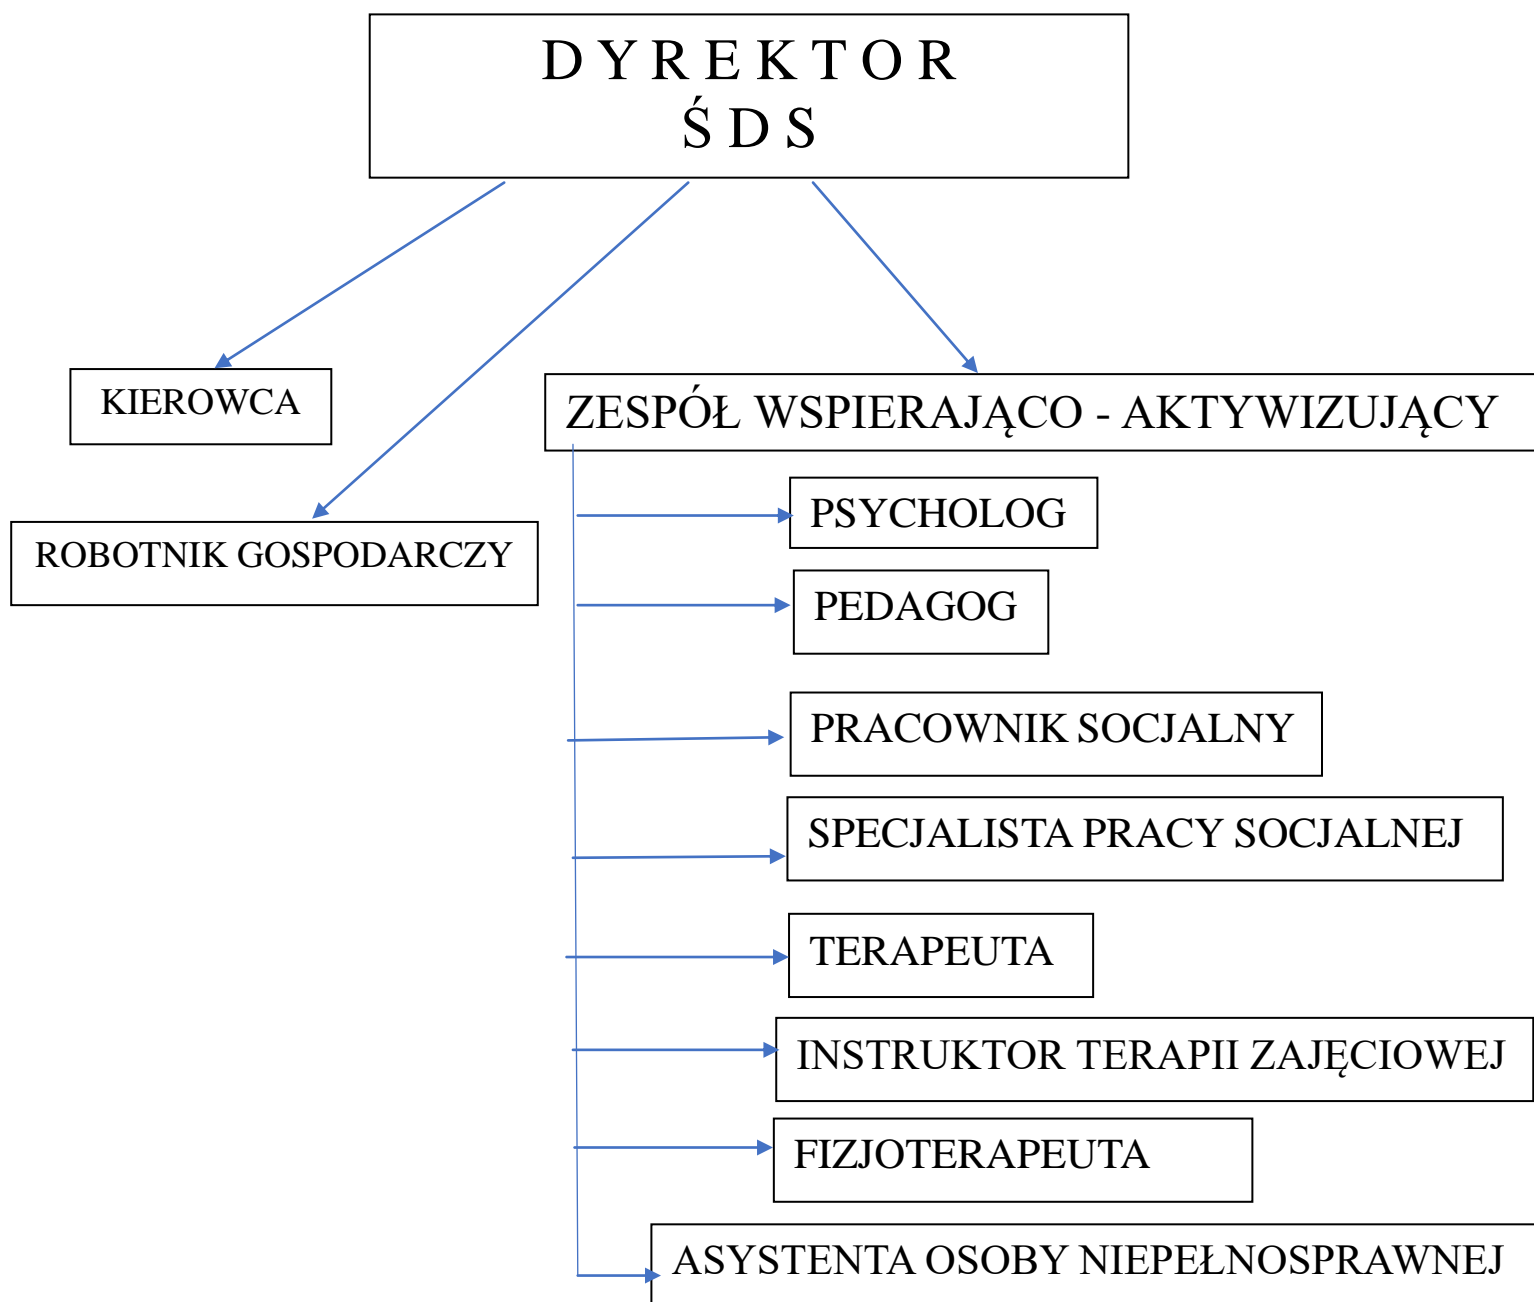 D Y R E K T O R
Ś D S
KIEROWCA
ZESPÓŁ WSPIERAJĄCO - AKTYWIZUJĄCY
ROBOTNIK GOSPODARCZY
PSYCHOLOG
PEDAGOG
PRACOWNIK SOCJALNY
SPECJALISTA PRACY SOCJALNEJ
TERAPEUTA
INSTRUKTOR TERAPII ZAJĘCIOWEJ
FIZJOTERAPEUTA
ASYSTENTA OSOBY NIEPEŁNOSPRAWNEJ